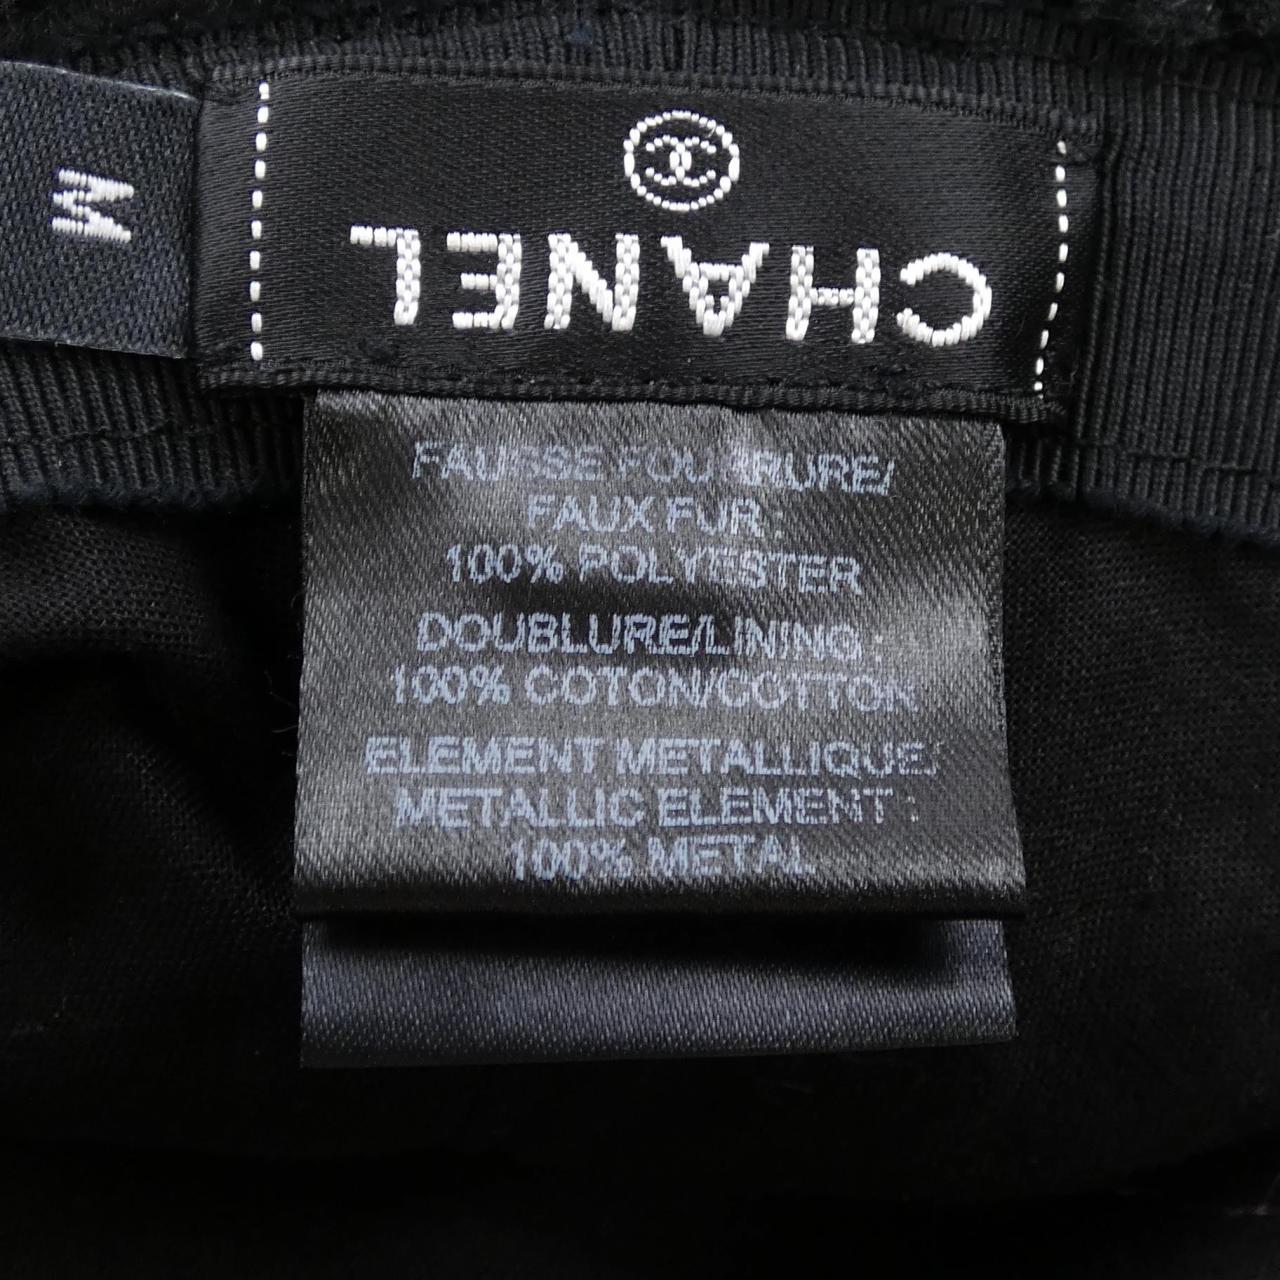 M
CHANEL
FAUSSE FOURRURE/
FAUX FUR :
100% POLYESTER
DOUBLURE/LINING :
100% COTON/COTTON
ELEMENT METALLIQUE/
METALLIC ELEMENT :
100% METAL